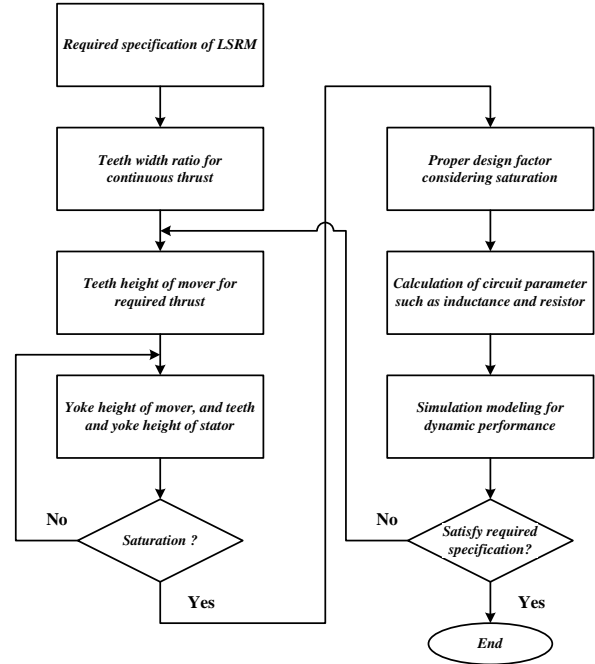 Required specification of LSRM
Teeth width ratio for
continuous thrust
Teeth height of mover for
required thrust
Yoke height of mover, and teeth
and yoke height of stator
No
Saturation ?
Yes
Proper design factor
considering saturation
Calculation of circuit parameter
such as inductance and resistor
Simulation modeling for
dynamic performance
No
Satisfy required
specification?
Yes
End